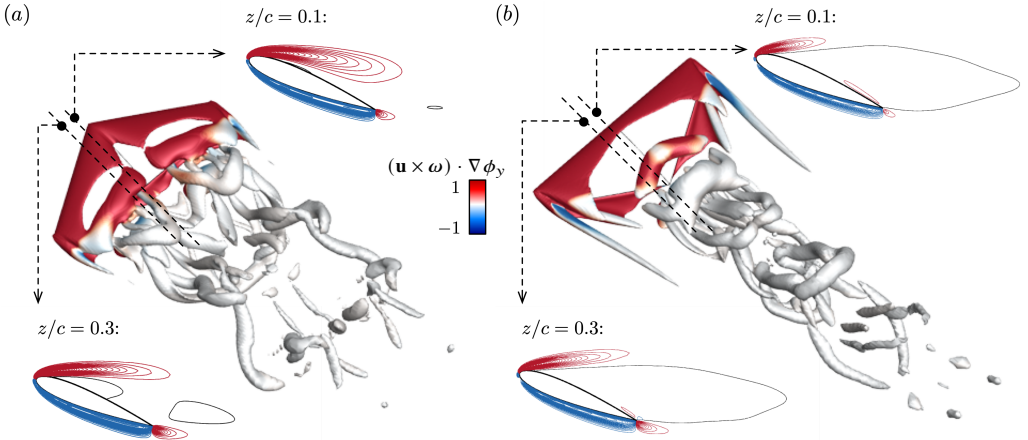 (a)
z/c = 0.1:
(b)
z/c = 0.1:
(u × ω) · ∇ϕ_y
1
−1
z/c = 0.3:
z/c = 0.3: